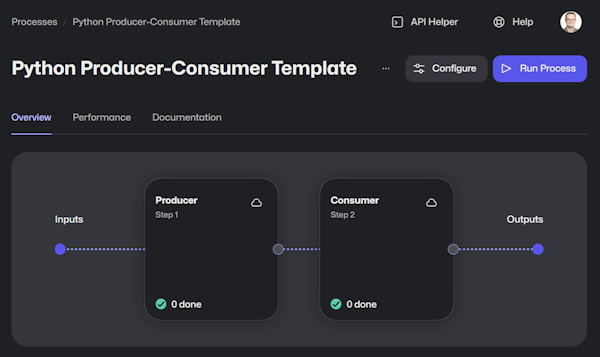 Processes / Python Producer-Consumer Template
API Helper
Help
Python Producer-Consumer Template
... Configure
Run Process
Overview Performance Documentation
Inputs
Producer
Step 1
0 done
Consumer
Step 2
0 done
Outputs